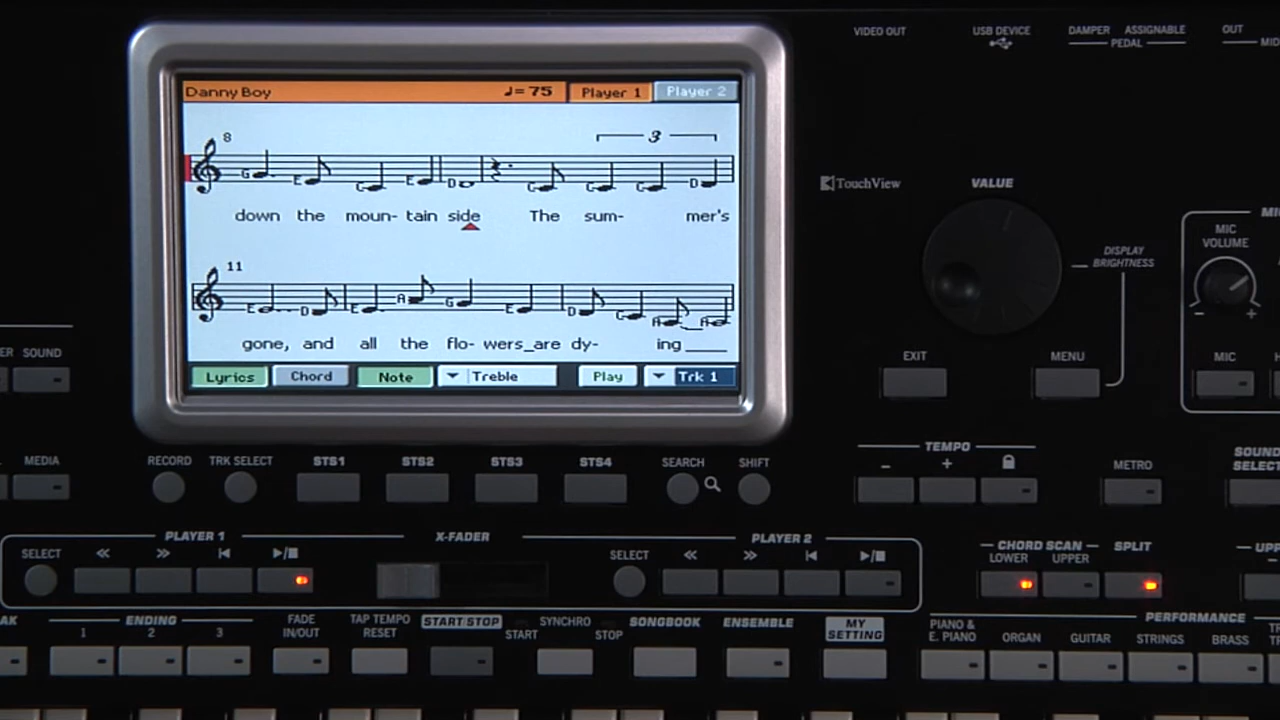 VIDEO OUT
USB DEVICE
DAMPER ASSIGNABLE
PEDAL
OUT
Danny Boy ♩= 75 Player 1 Player 2
8
3
G E C E D C C C D
down the moun- tain side The sum- mer's
11
E D E A G E D C A A
gone, and all the flo- wers_are dy- ing____
Lyrics Chord Note Treble Play Trk 1
TouchView
VALUE
DISPLAY
BRIGHTNESS
MIC
VOLUME
- +
EXIT MENU MIC
SOUND
MEDIA
RECORD TRK SELECT STS1 STS2 STS3 STS4 SEARCH SHIFT
TEMPO
- +
METRO
SOUND
SELECT
PLAYER 1 X-FADER PLAYER 2
SELECT << >> |◀ ▶/■ SELECT << >> |◀ ▶/■
CHORD SCAN SPLIT
LOWER UPPER
ENDING
1 2 3
FADE
IN/OUT
TAP TEMPO
RESET
START STOP
SYNCHRO
START STOP
SONGBOOK ENSEMBLE
MY
SETTING
PERFORMANCE
PIANO &
E. PIANO
ORGAN GUITAR STRINGS BRASS